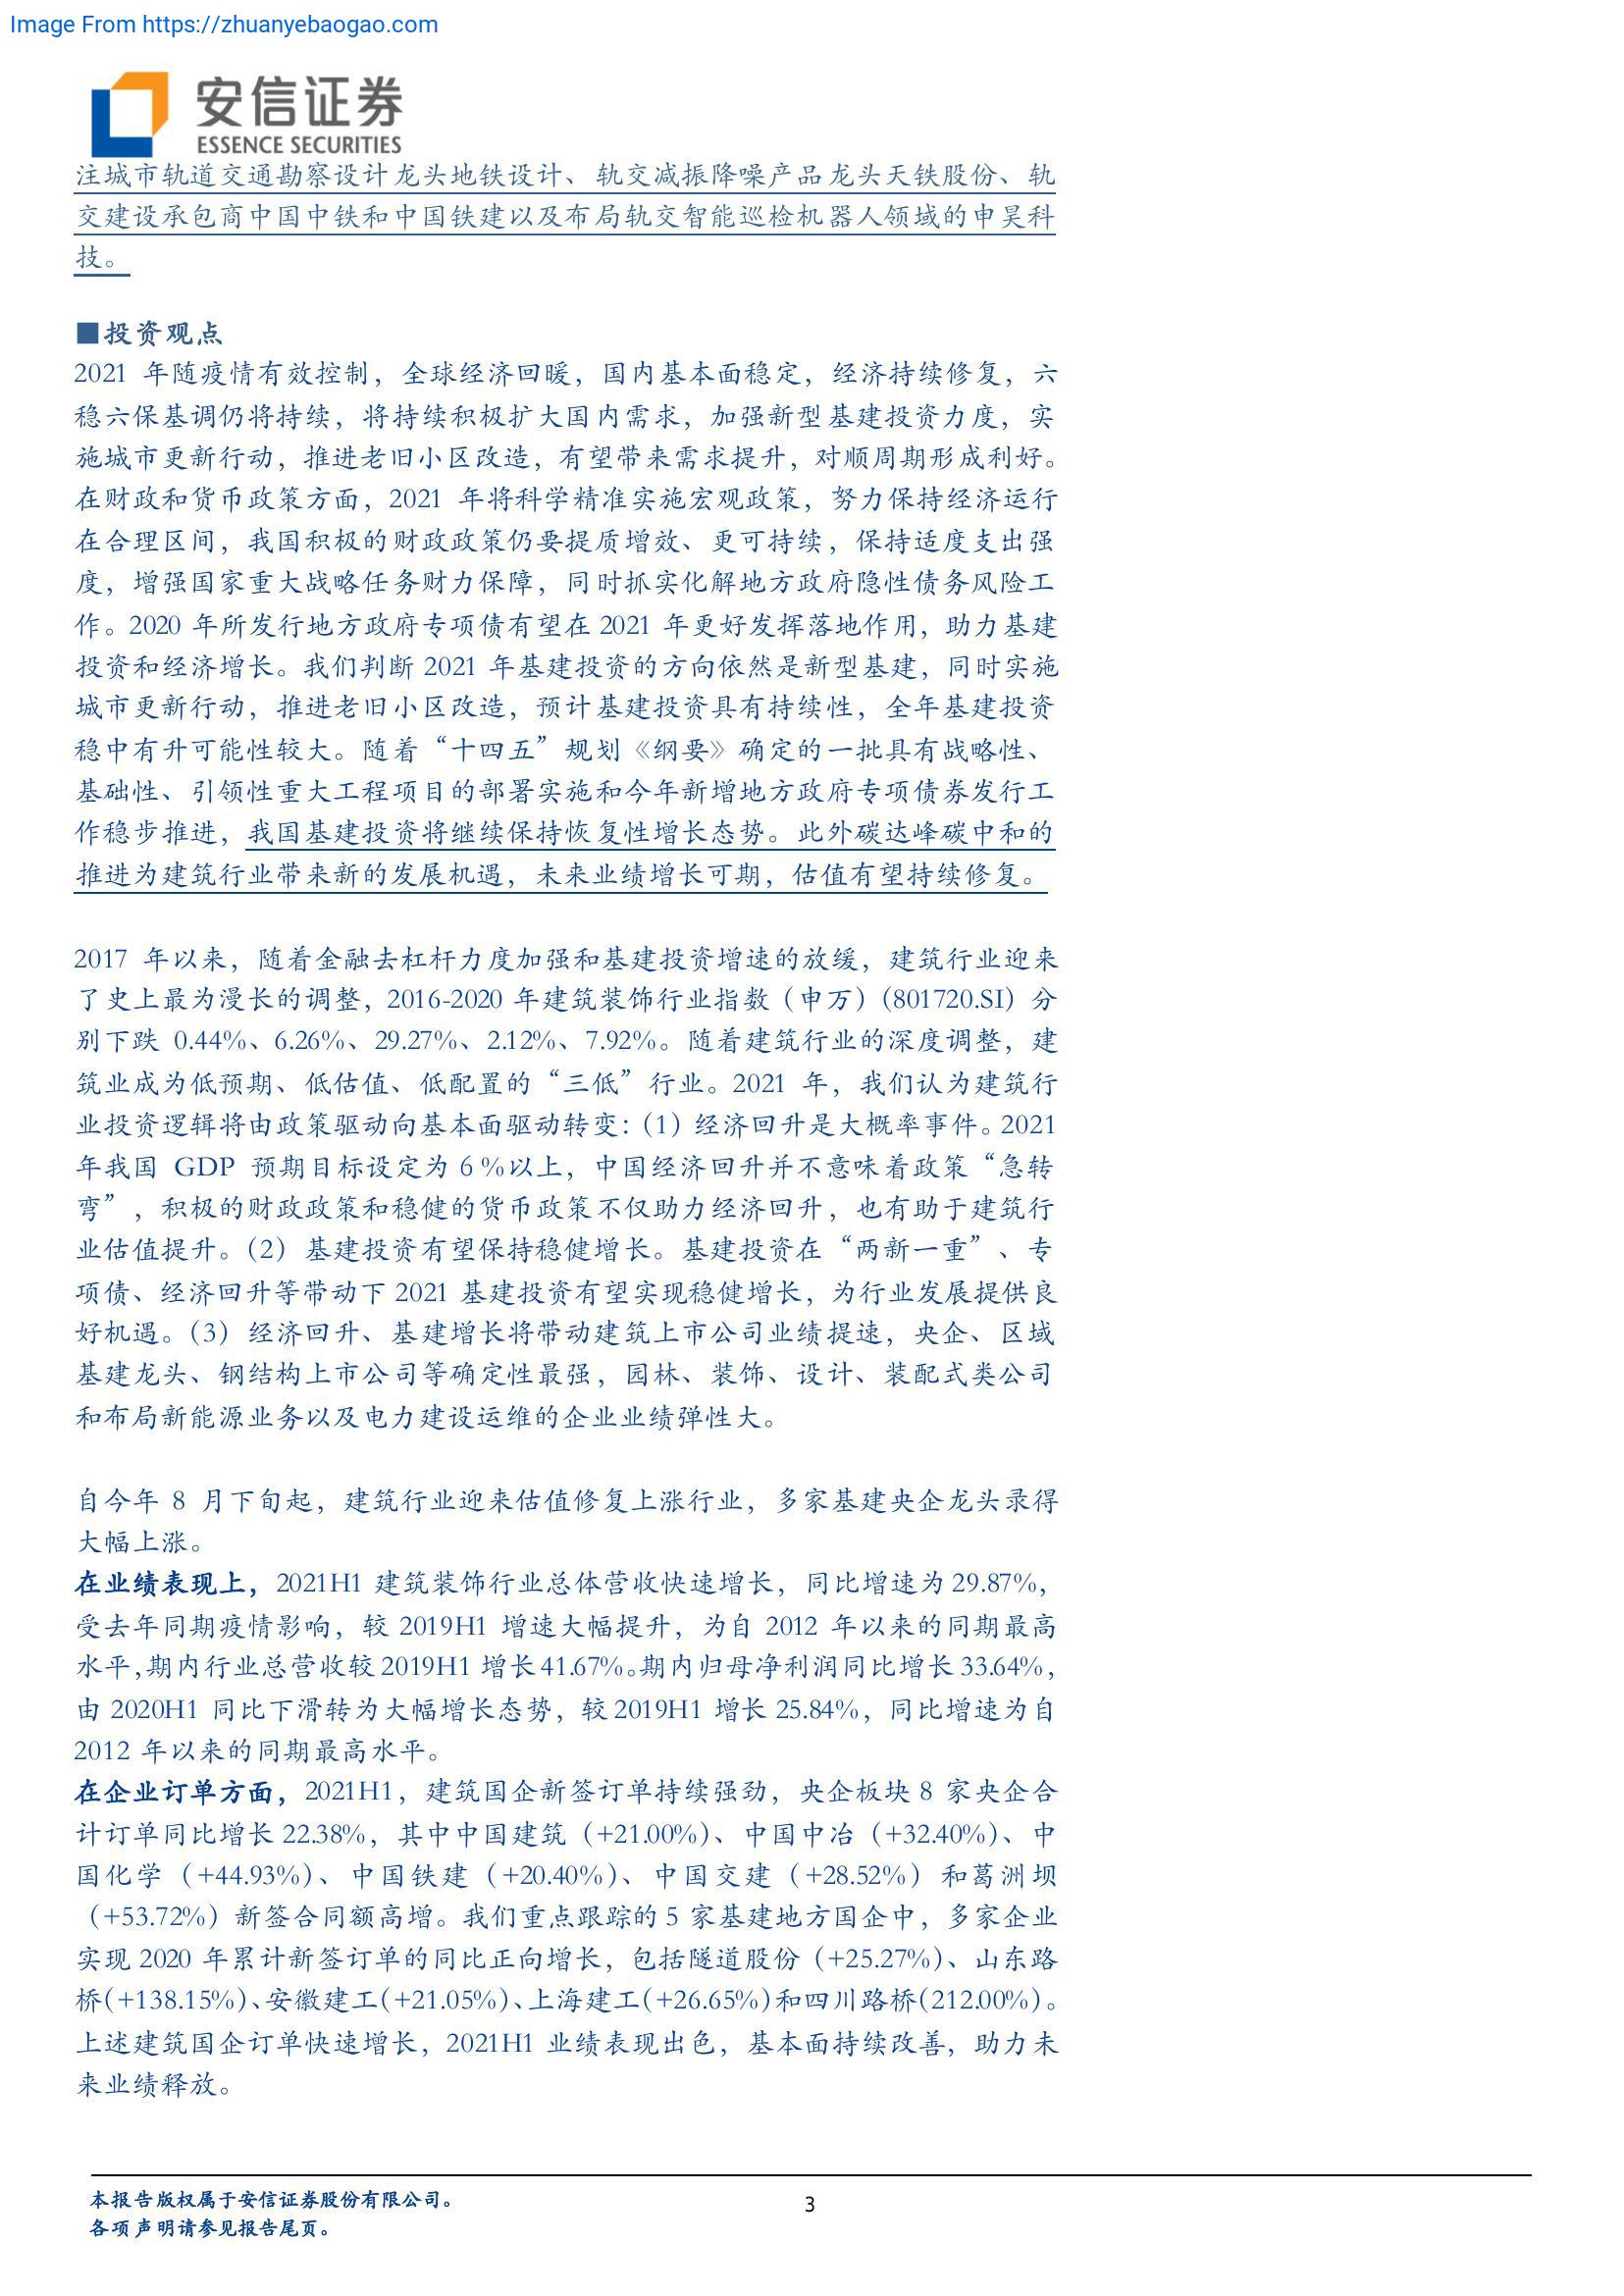 Image From https://zhuanyebaogao.com
安信证券
ESSENCE SECURITIES
注城市轨道交通勘察设计龙头地铁设计、轨交减振降噪产品龙头天铁股份、轨
交建设承包商中国中铁和中国铁建以及布局轨交智能巡检机器人领域的申昊科
技。
■投资观点
2021 年随疫情有效控制，全球经济回暖，国内基本面稳定，经济持续修复，六
稳六保基调仍将持续，将持续积极扩大国内需求，加强新型基建投资力度，实
施城市更新行动，推进老旧小区改造，有望带来需求提升，对顺周期形成利好。
在财政和货币政策方面，2021 年将科学精准实施宏观政策，努力保持经济运行
在合理区间，我国积极的财政政策仍要提质增效、更可持续，保持适度支出强
度，增强国家重大战略任务财力保障，同时抓实化解地方政府隐性债务风险工
作。2020 年所发行地方政府专项债有望在 2021 年更好发挥落地作用，助力基建
投资和经济增长。我们判断 2021 年基建投资的方向依然是新型基建，同时实施
城市更新行动，推进老旧小区改造，预计基建投资具有持续性，全年基建投资
稳中有升可能性较大。随着“十四五”规划《纲要》确定的一批具有战略性、
基础性、引领性重大工程项目的部署实施和今年新增地方政府专项债券发行工
作稳步推进，我国基建投资将继续保持恢复性增长态势。此外碳达峰碳中和的
推进为建筑行业带来新的发展机遇，未来业绩增长可期，估值有望持续修复。
2017 年以来，随着金融去杠杆力度加强和基建投资增速的放缓，建筑行业迎来
了史上最为漫长的调整，2016-2020 年建筑装饰行业指数（申万）(801720.SI）分
别下跌 0.44%、6.26%、29.27%、2.12%、7.92%。随着建筑行业的深度调整，建
筑业成为低预期、低估值、低配置的“三低”行业。2021 年，我们认为建筑行
业投资逻辑将由政策驱动向基本面驱动转变：（1）经济回升是大概率事件。2021
年我国 GDP 预期目标设定为 6％以上，中国经济回升并不意味着政策“急转
弯”，积极的财政政策和稳健的货币政策不仅助力经济回升，也有助于建筑行
业估值提升。（2）基建投资有望保持稳健增长。基建投资在“两新一重”、专
项债、经济回升等带动下 2021 基建投资有望实现稳健增长，为行业发展提供良
好机遇。（3）经济回升、基建增长将带动建筑上市公司业绩提速，央企、区域
基建龙头、钢结构上市公司等确定性最强，园林、装饰、设计、装配式类公司
和布局新能源业务以及电力建设运维的企业业绩弹性大。
自今年 8 月下旬起，建筑行业迎来估值修复上涨行业，多家基建央企龙头录得
大幅上涨。
在业绩表现上，2021H1 建筑装饰行业总体营收快速增长，同比增速为 29.87%，
受去年同期疫情影响，较 2019H1 增速大幅提升，为自 2012 年以来的同期最高
水平，期内行业总营收较 2019H1 增长 41.67%。期内归母净利润同比增长 33.64%，
由 2020H1 同比下滑转为大幅增长态势，较 2019H1 增长 25.84%，同比增速为自
2012 年以来的同期最高水平。
在企业订单方面，2021H1，建筑国企新签订单持续强劲，央企板块 8 家央企合
计订单同比增长 22.38%，其中中国建筑（+21.00%）、中国中冶（+32.40%）、中
国化学（+44.93%）、中国铁建（+20.40%）、中国交建（+28.52%）和葛洲坝
（+53.72%）新签合同额高增。我们重点跟踪的 5 家基建地方国企中，多家企业
实现 2020 年累计新签订单的同比正向增长，包括隧道股份（+25.27%）、山东路
桥（+138.15%）、安徽建工（+21.05%）、上海建工（+26.65%）和四川路桥（212.00%）。
上述建筑国企订单快速增长，2021H1 业绩表现出色，基本面持续改善，助力未
来业绩释放。
本报告版权属于安信证券股份有限公司。
各项声明请参见报告尾页。
3